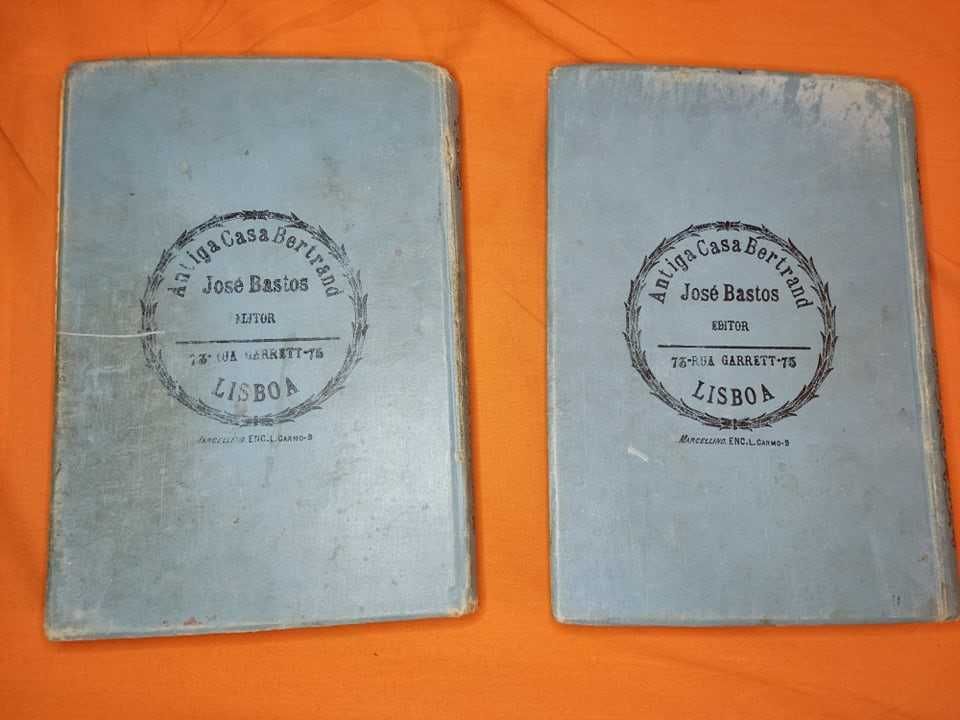 Antiga Casa Bertrand
José Bastos
EDITOR
73-RUA GARRETT-75
LISBOA
MARCELLINO. ENC. L. CARMO-9
Antiga Casa Bertrand
José Bastos
EDITOR
73-RUA GARRETT-75
LISBOA
MARCELLINO. ENC. L. CARMO-9